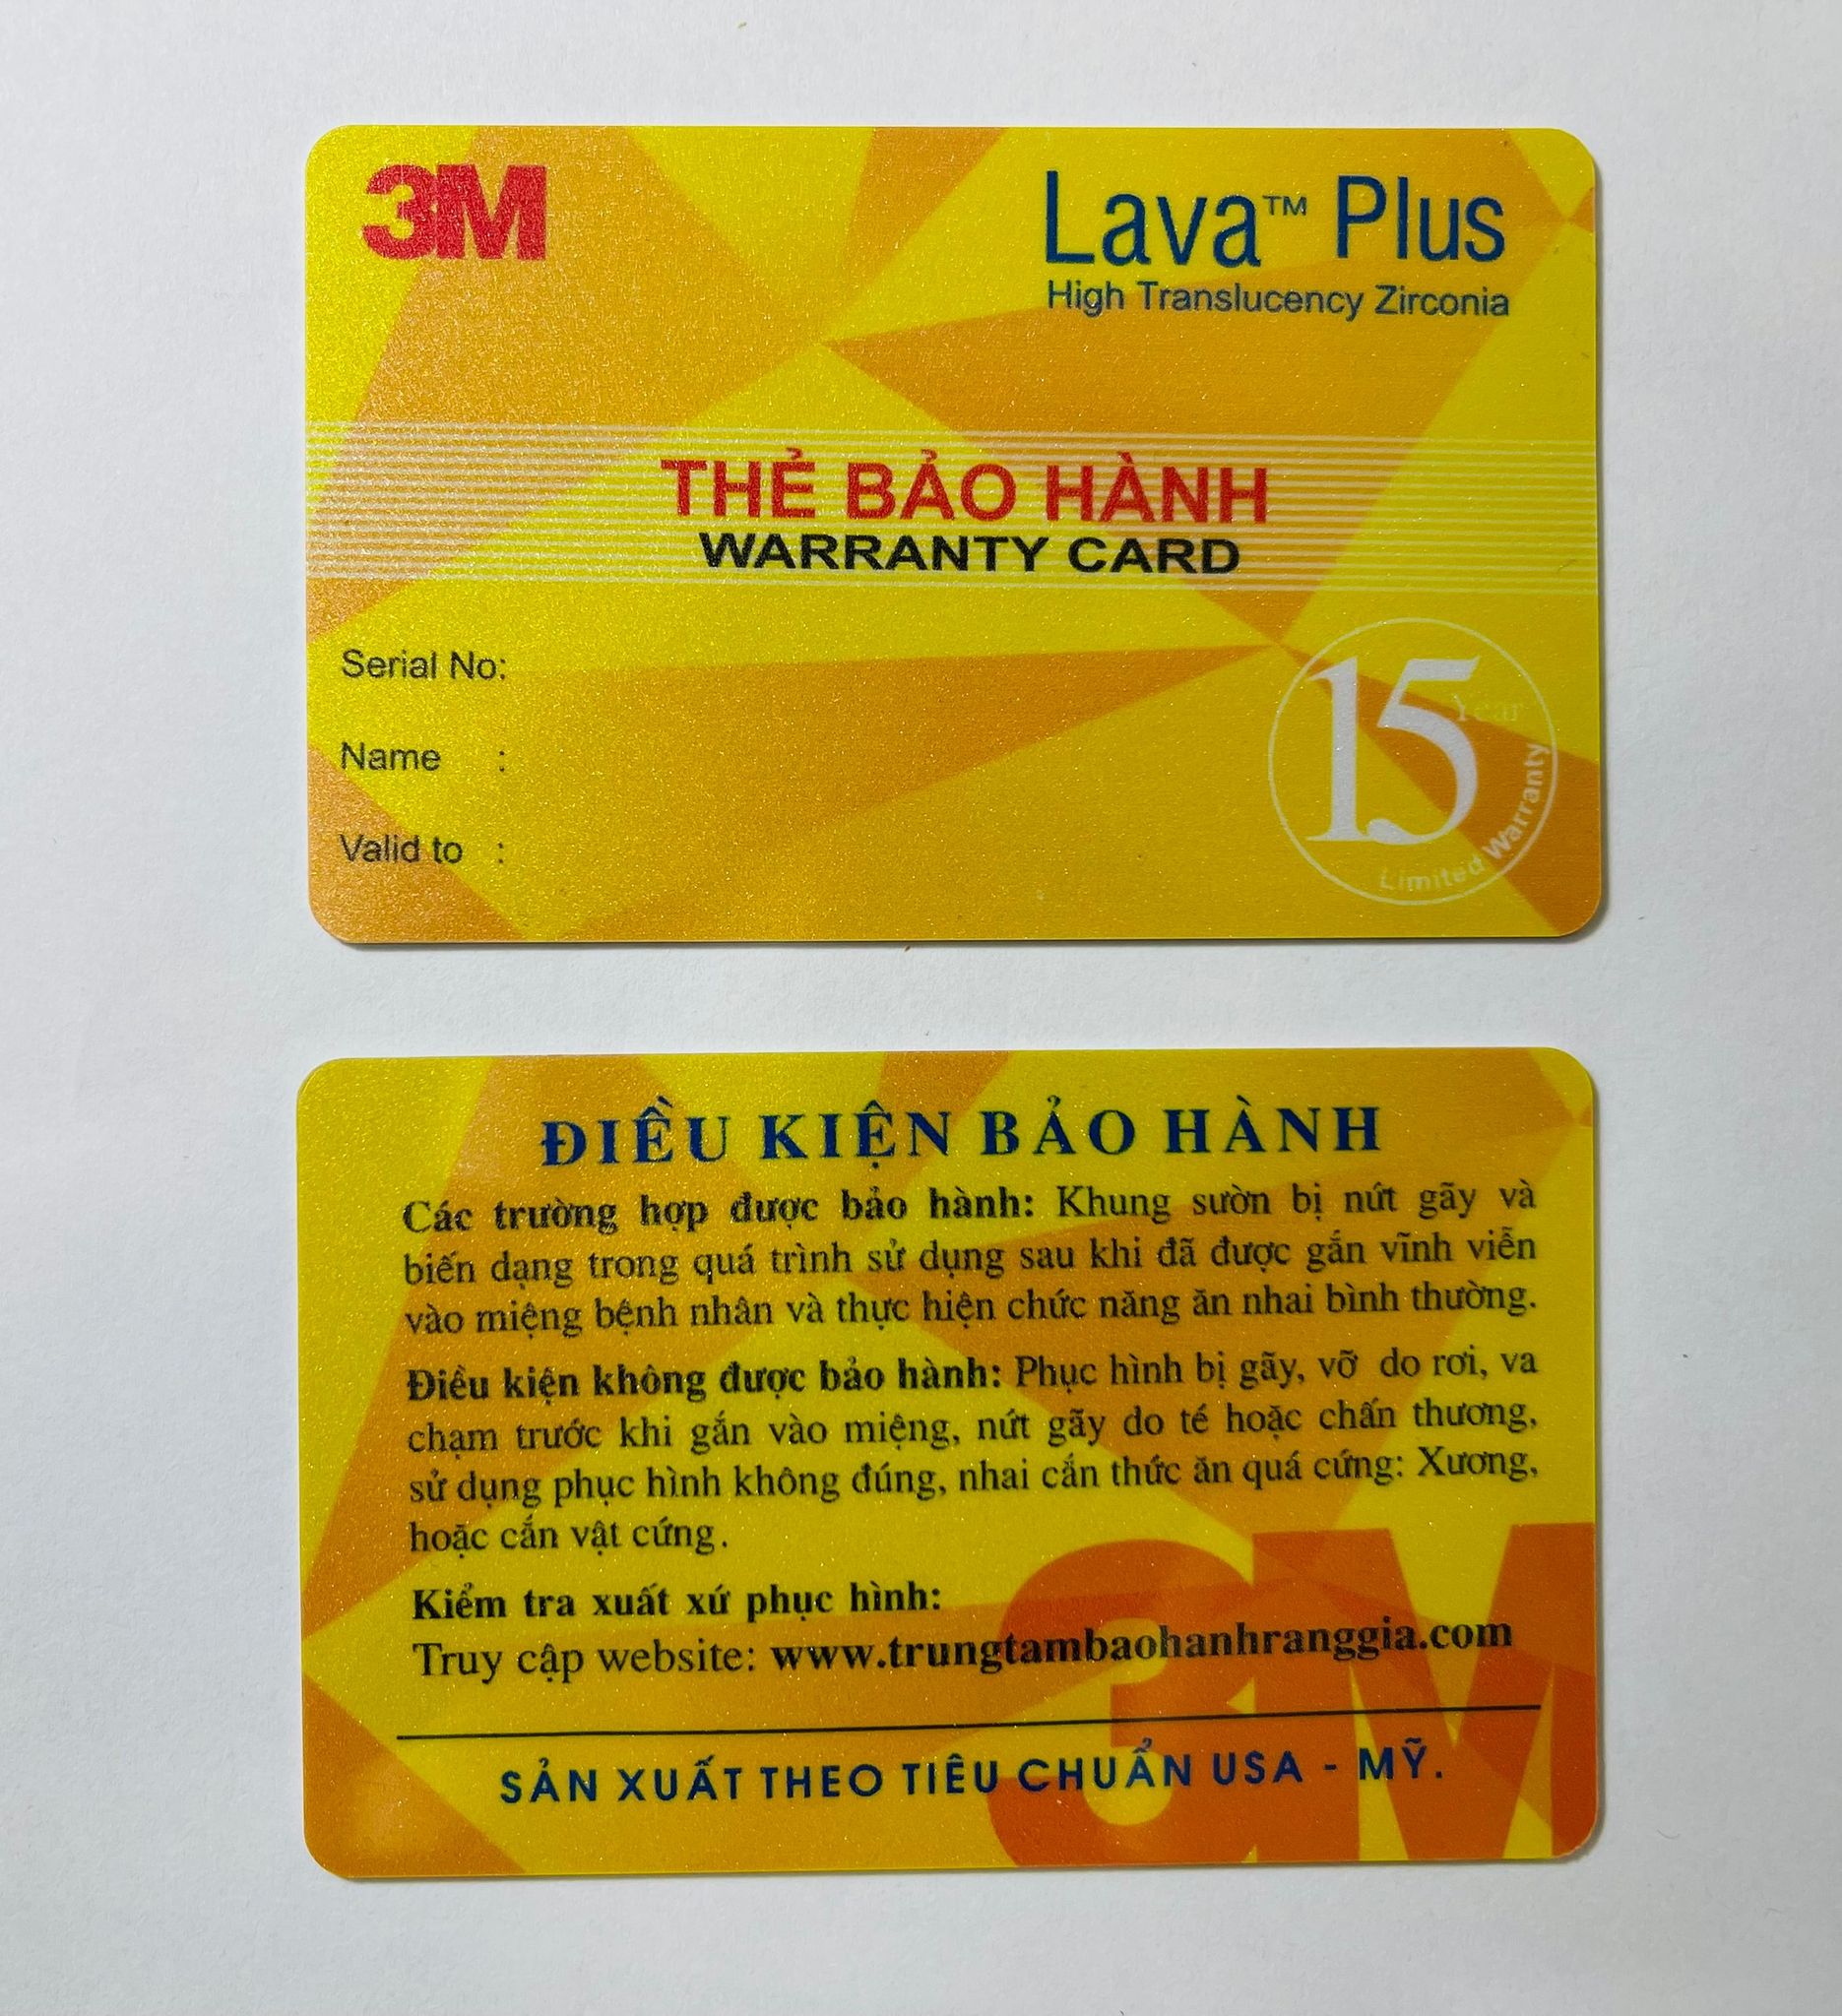 3M
Lava™ Plus
High Translucency Zirconia
THẺ BẢO HÀNH
WARRANTY CARD
Serial No:
Name :
Valid to :
15
Year
Limited Warranty
ĐIỀU KIỆN BẢO HÀNH
Các trường hợp được bảo hành: Khung sườn bị nứt gãy và
biến dạng trong quá trình sử dụng sau khi đã được gắn vĩnh viễn
vào miệng bệnh nhân và thực hiện chức năng ăn nhai bình thường.
Điều kiện không được bảo hành: Phục hình bị gãy, vỡ do rơi, va
chạm trước khi gắn vào miệng, nứt gãy do té hoặc chấn thương,
sử dụng phục hình không đúng, nhai cắn thức ăn quá cứng: Xương,
hoặc cắn vật cứng.
Kiểm tra xuất xứ phục hình:
Truy cập website: www.trungtambaohanhranggia.com
3M
SẢN XUẤT THEO TIÊU CHUẨN USA - MỸ.